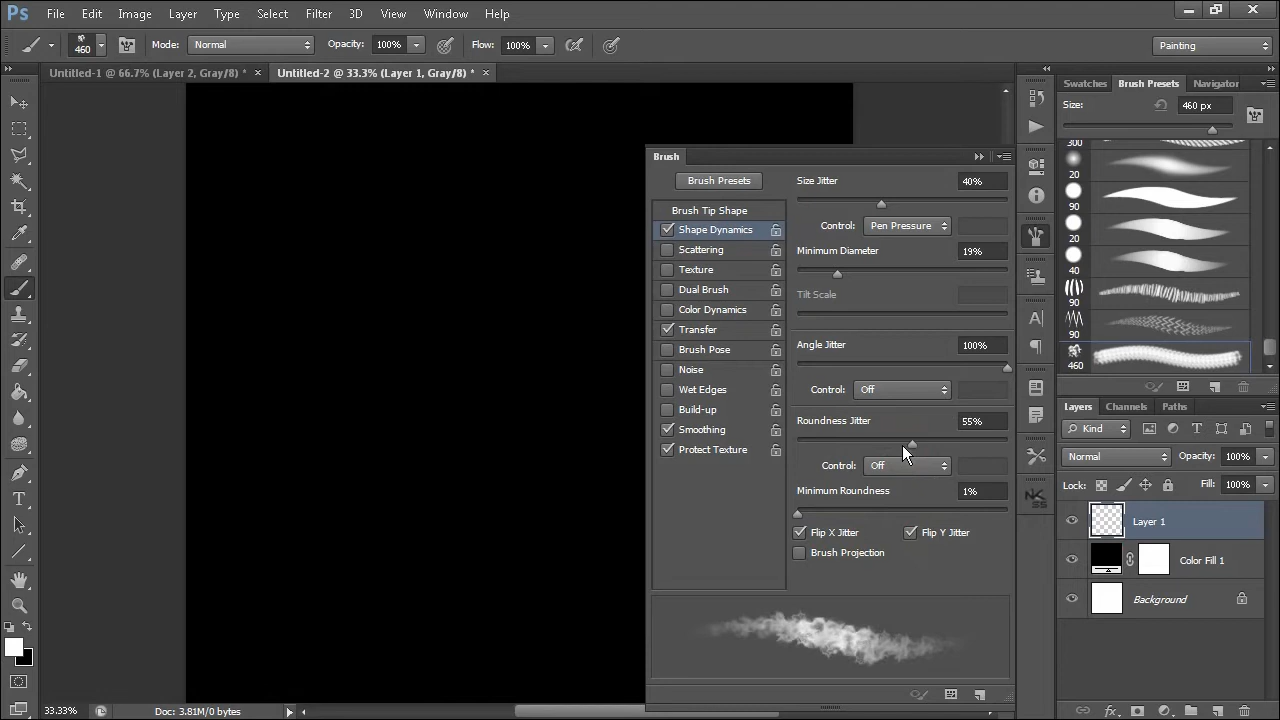 Ps File Edit Image Layer Type Select Filter 3D View Window Help
460 Mode: Normal Opacity: 100% Flow: 100% Painting
Untitled-1 @ 66.7% (Layer 2, Gray/8) * Untitled-2 @ 33.3% (Layer 1, Gray/8) *
Swatches Brush Presets Navigator
Size: 460 px
Brush
Brush Presets
Brush Tip Shape
Shape Dynamics
Scattering
Texture
Dual Brush
Color Dynamics
Transfer
Brush Pose
Noise
Wet Edges
Build-up
Smoothing
Protect Texture
Size Jitter 40%
Control: Pen Pressure
Minimum Diameter 19%
Tilt Scale
Angle Jitter 100%
Control: Off
Roundness Jitter 55%
Control: Off
Minimum Roundness 1%
Flip X Jitter Flip Y Jitter
Brush Projection
300
20
90
20
40
90
90
460
Layers Channels Paths
Kind
Normal Opacity: 100%
Lock: Fill: 100%
Layer 1
Color Fill 1
Background
fx
33.33% Doc: 3.81M/0 bytes